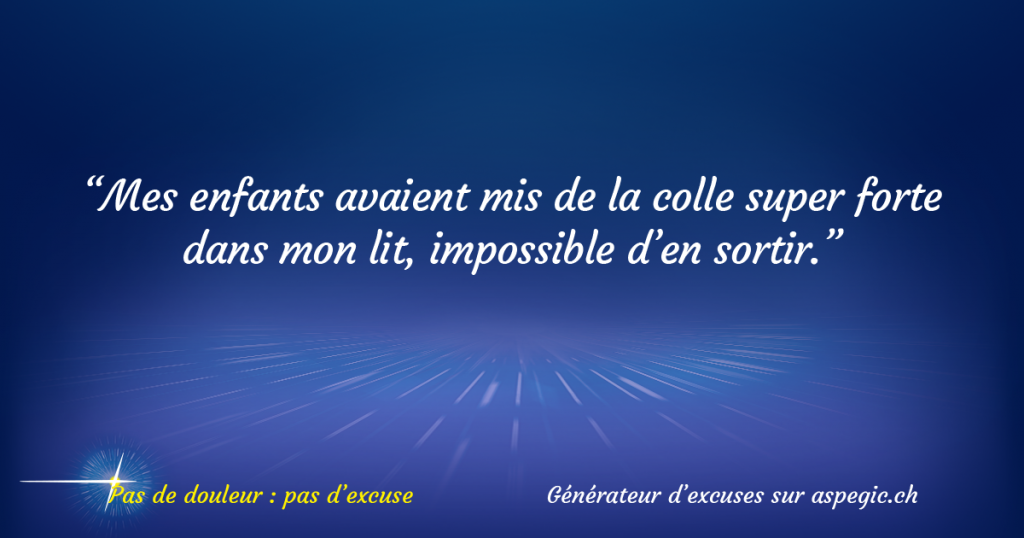 “Mes enfants avaient mis de la colle super forte
dans mon lit, impossible d’en sortir.”
Pas de douleur : pas d’excuse
Générateur d’excuses sur aspegic.ch